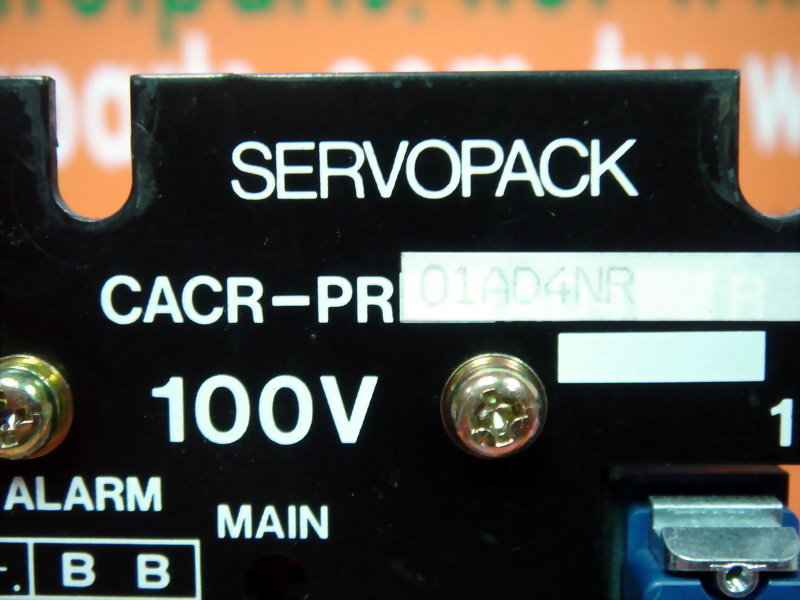 SERVOPACK
CACR-PR01AD4NR
100V
1
ALARM
MAIN
B B